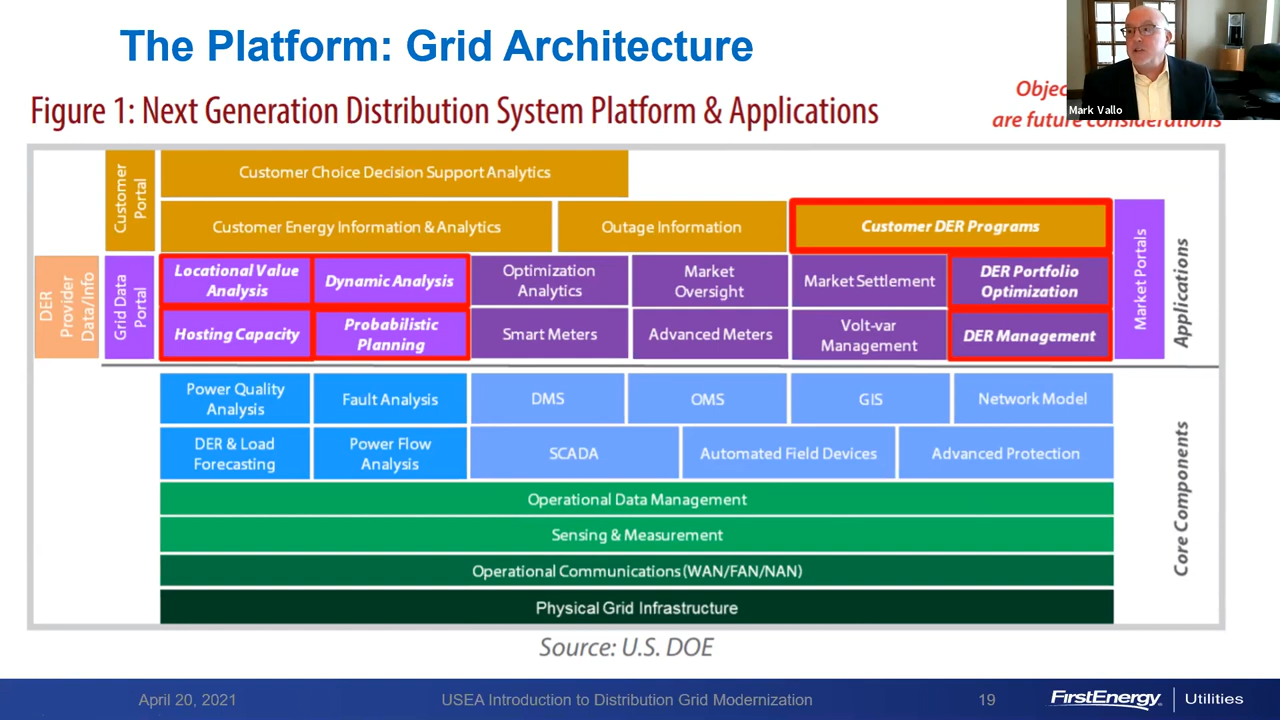 The Platform: Grid Architecture
Figure 1: Next Generation Distribution System Platform & Applications
are future considerations
Mark Vallo
Customer
Portal
Customer Choice Decision Support Analytics
Customer Energy Information & Analytics
Outage Information
Customer DER Programs
DER
Provider
Data/Info
Grid Data
Portal
Locational Value
Analysis
Dynamic Analysis
Optimization
Analytics
Market
Oversight
Market Settlement
DER Portfolio
Optimization
Hosting Capacity
Probabilistic
Planning
Smart Meters
Advanced Meters
Volt-var
Management
DER Management
Market Portals
Applications
Power Quality
Analysis
Fault Analysis
DMS
OMS
GIS
Network Model
DER & Load
Forecasting
Power Flow
Analysis
SCADA
Automated Field Devices
Advanced Protection
Operational Data Management
Sensing & Measurement
Operational Communications (WAN/FAN/NAN)
Physical Grid Infrastructure
Core Components
Source: U.S. DOE
April 20, 2021
USEA Introduction to Distribution Grid Modernization
19
FirstEnergy
Utilities